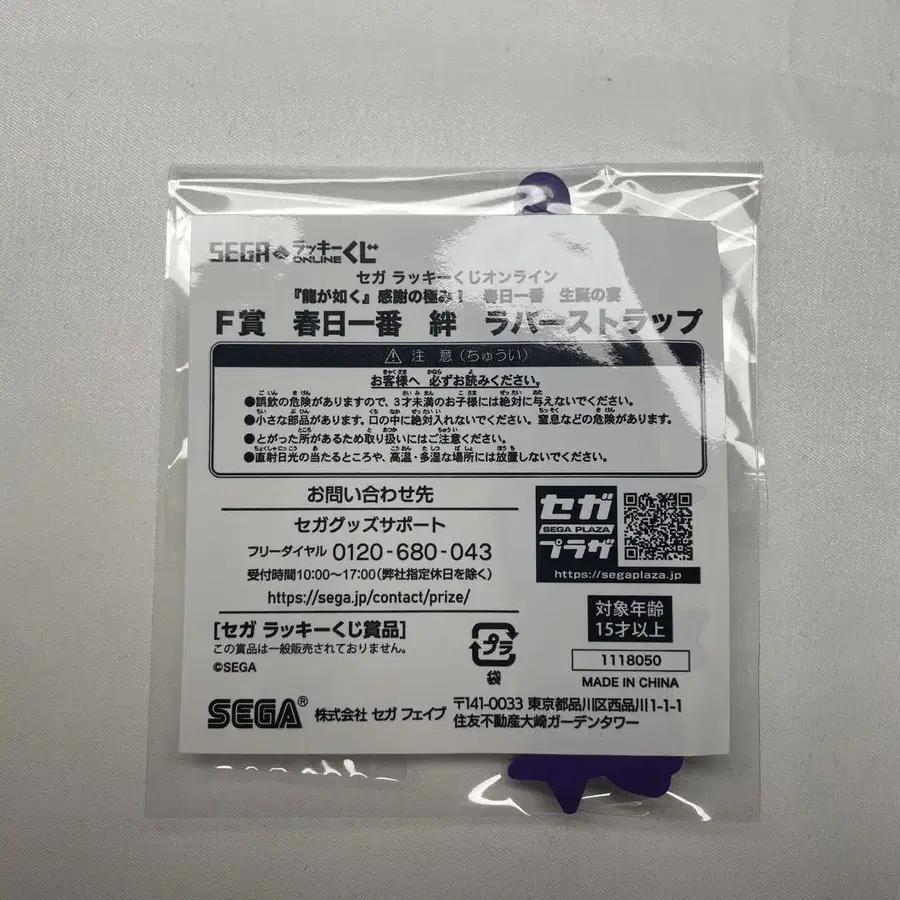 SEGA ラッキーくじ ONLINE
セガ ラッキーくじオンライン
『龍が如く』感謝の極み! 春日一番 生誕の宴
F賞 春日一番 絆 ラバーストラップ
⚠ 注 意(ちゅうい)
お客様へ 必ずお読みください。
●誤飲の危険がありますので、3才未満のお子様には絶対に与えないでください。
●小さな部品があります。口の中に絶対入れないでください。窒息などの危険があります。
●とがった所があるため取り扱いにはご注意ください。
●直射日光の当たるところや、高温・多湿な場所には放置しないでください。
お問い合わせ先
セガグッズサポート
フリーダイヤル 0120-680-043
受付時間10:00〜17:00(弊社指定休日を除く)
https://sega.jp/contact/prize/
セガ
SEGA PLAZA
プラザ
https://segaplaza.jp
[セガ ラッキーくじ賞品]
この賞品は一般販売されておりません。
©SEGA
プラ
袋
対象年齢
15才以上
1118050
MADE IN CHINA
SEGA®
株式会社 セガ フェイブ
〒141-0033 東京都品川区西品川1-1-1
住友不動産大崎ガーデンタワー